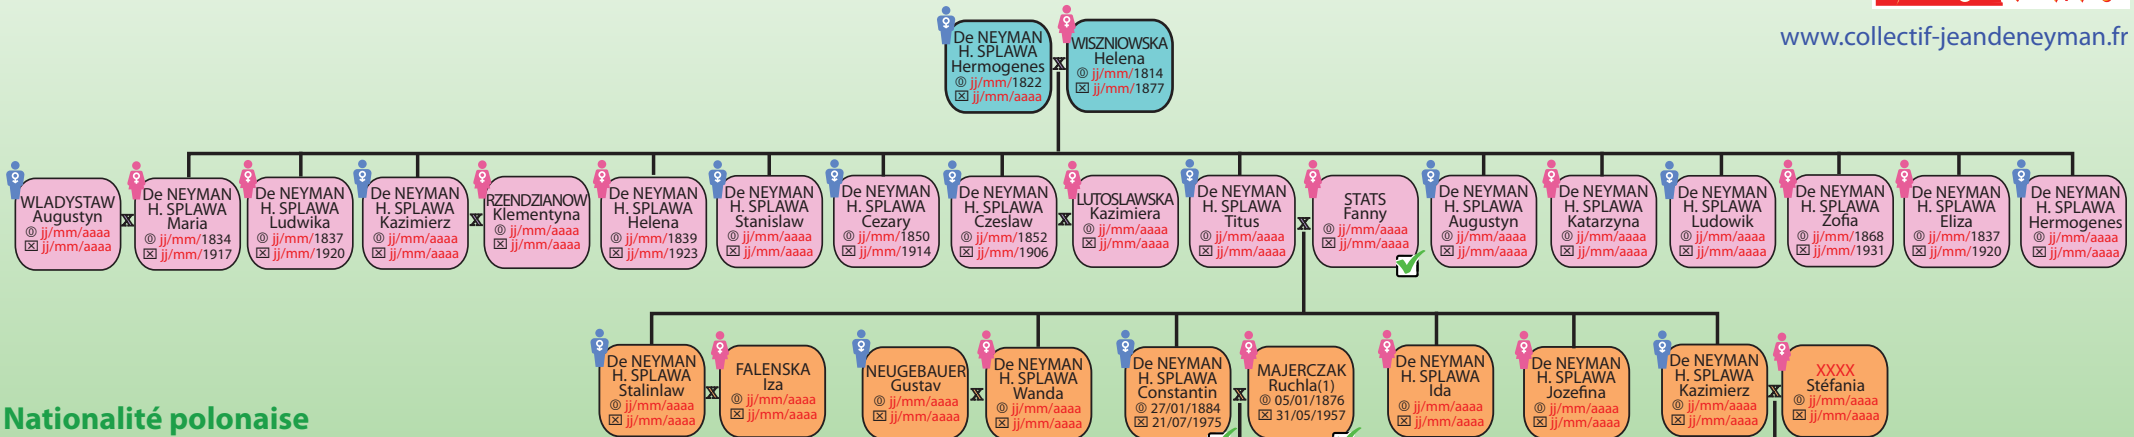 www.collectif-jeandeneyman.fr
De NEYMAN
H. SPLAWA
Hermogenes
jj/mm/1822
jj/mm/aaaa
WISZNIOWSKA
Helena
jj/mm/1814
jj/mm/1877
WLADYSTAW
Augustyn
jj/mm/aaaa
jj/mm/aaaa
De NEYMAN
H. SPLAWA
Maria
jj/mm/1834
jj/mm/1917
De NEYMAN
H. SPLAWA
Ludwika
jj/mm/1837
jj/mm/1920
De NEYMAN
H. SPLAWA
Kazimierz
jj/mm/aaaa
jj/mm/aaaa
RZENDZIANOW
Klementyna
jj/mm/aaaa
jj/mm/aaaa
De NEYMAN
H. SPLAWA
Helena
jj/mm/1839
jj/mm/1923
De NEYMAN
H. SPLAWA
Stanislaw
jj/mm/aaaa
jj/mm/aaaa
De NEYMAN
H. SPLAWA
Cezary
jj/mm/1850
jj/mm/1914
De NEYMAN
H. SPLAWA
Czeslaw
jj/mm/1852
jj/mm/1906
LUTOSLAWSKA
Kazimiera
jj/mm/aaaa
jj/mm/aaaa
De NEYMAN
H. SPLAWA
Titus
jj/mm/aaaa
jj/mm/aaaa
STATS
Fanny
jj/mm/aaaa
jj/mm/aaaa
De NEYMAN
H. SPLAWA
Augustyn
jj/mm/aaaa
jj/mm/aaaa
De NEYMAN
H. SPLAWA
Katarzyna
jj/mm/aaaa
jj/mm/aaaa
De NEYMAN
H. SPLAWA
Ludowik
jj/mm/aaaa
jj/mm/aaaa
De NEYMAN
H. SPLAWA
Zofia
jj/mm/1868
jj/mm/1931
De NEYMAN
H. SPLAWA
Eliza
jj/mm/1837
jj/mm/1920
De NEYMAN
H. SPLAWA
Hermogenes
jj/mm/aaaa
jj/mm/aaaa
De NEYMAN
H. SPLAWA
Stalinlaw
jj/mm/aaaa
jj/mm/aaaa
FALENSKA
Iza
jj/mm/aaaa
jj/mm/aaaa
NEUGEBAUER
Gustav
jj/mm/aaaa
jj/mm/aaaa
De NEYMAN
H. SPLAWA
Wanda
jj/mm/aaaa
jj/mm/aaaa
De NEYMAN
H. SPLAWA
Constantin
27/01/1884
21/07/1975
MAJERCZAK
Ruchla(1)
05/01/1876
31/05/1957
De NEYMAN
H. SPLAWA
Ida
jj/mm/aaaa
jj/mm/aaaa
De NEYMAN
H. SPLAWA
Jozefina
jj/mm/aaaa
jj/mm/aaaa
De NEYMAN
H. SPLAWA
Kazimierz
jj/mm/aaaa
jj/mm/aaaa
XXXX
Stéfania
jj/mm/aaaa
jj/mm/aaaa
Nationalité polonaise